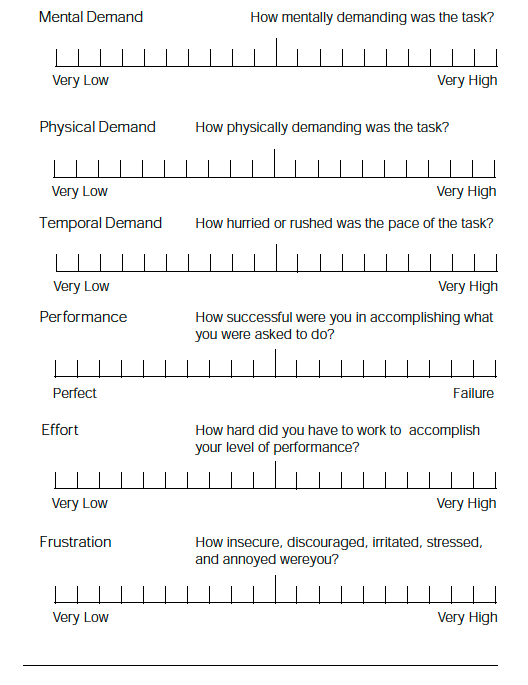 Mental Demand How mentally demanding was the task?
Very Low Very High
Physical Demand How physically demanding was the task?
Very Low Very High
Temporal Demand How hurried or rushed was the pace of the task?
Very Low Very High
Performance How successful were you in accomplishing what
you were asked to do?
Perfect Failure
Effort How hard did you have to work to accomplish
your level of performance?
Very Low Very High
Frustration How insecure, discouraged, irritated, stressed,
and annoyed wereyou?
Very Low Very High